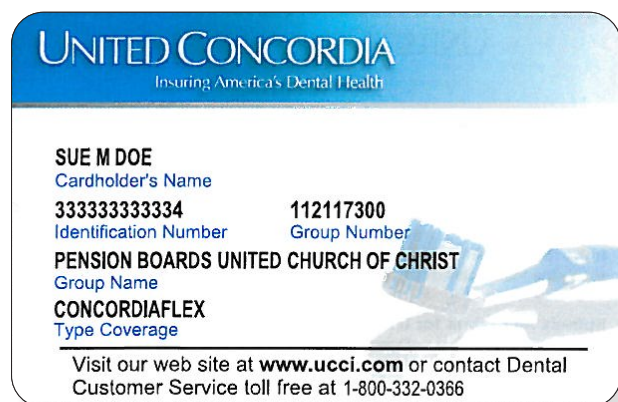 UNITED CONCORDIA
Insuring America's Dental Health
SUE M DOE
Cardholder's Name
333333333334 112117300
Identification Number Group Number
PENSION BOARDS UNITED CHURCH OF CHRIST
Group Name
CONCORDIAFLEX
Type Coverage
Visit our web site at www.ucci.com or contact Dental
Customer Service toll free at 1-800-332-0366